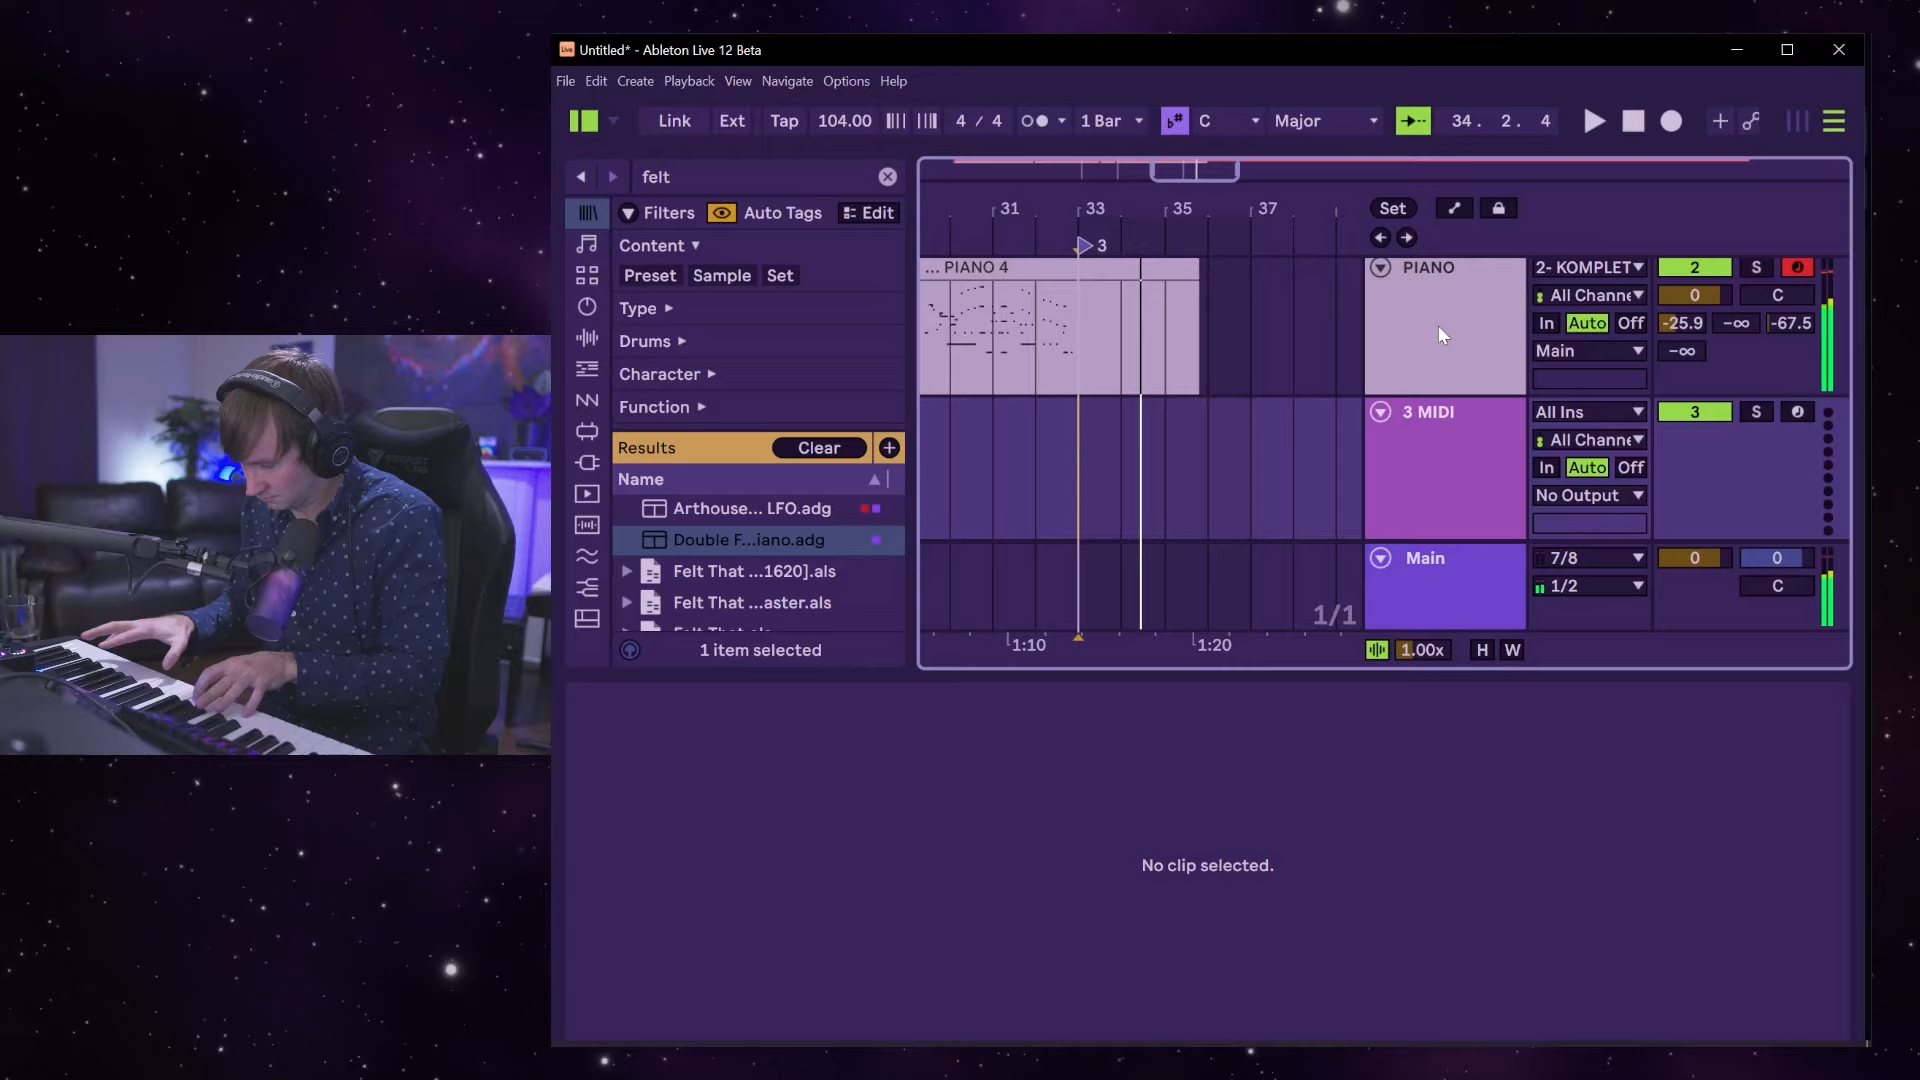 Live Untitled* - Ableton Live 12 Beta
File Edit Create Playback View Navigate Options Help
Link Ext Tap 104.00 4 / 4 1 Bar C Major 34. 2. 4
felt
Filters Auto Tags Edit
Content
Preset Sample Set
Type
Drums
Character
Function
Results Clear
Name
Arthouse... LFO.adg
Double F...iano.adg
Felt That ...1620].als
Felt That ...aster.als
1 item selected
31 33 35 37
3
Set
... PIANO 4
PIANO 2- KOMPLET 2 S
All Channe 0 C
In Auto Off -25.9 -∞ -67.5
Main -∞
3 MIDI All Ins 3 S
All Channe
In Auto Off
No Output
Main 7/8 0 0
1/2 C
1/1
1:10 1:20
1.00x H W
No clip selected.